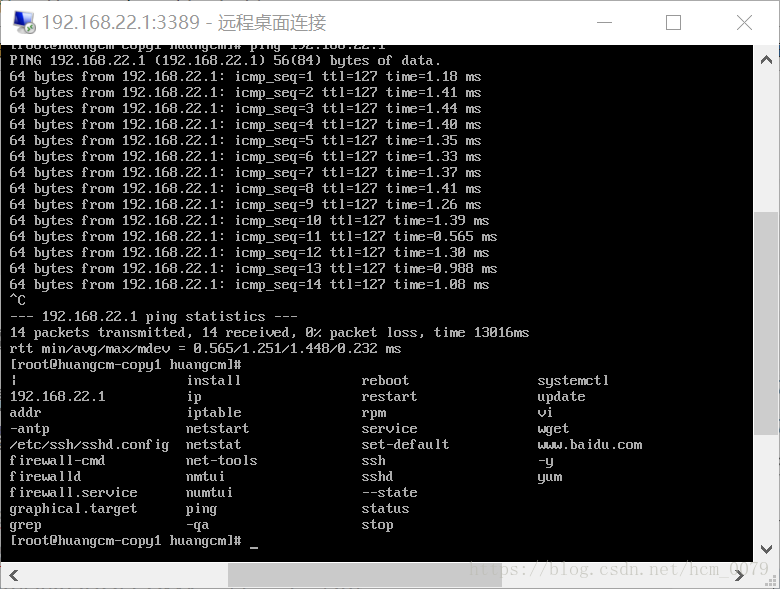 192.168.22.1:3389 - 远程桌面连接
[root@huangcm-copy1 huangcm]# ping 192.168.22.1
PING 192.168.22.1 (192.168.22.1) 56(84) bytes of data.
64 bytes from 192.168.22.1: icmp_seq=1 ttl=127 time=1.18 ms
64 bytes from 192.168.22.1: icmp_seq=2 ttl=127 time=1.41 ms
64 bytes from 192.168.22.1: icmp_seq=3 ttl=127 time=1.44 ms
64 bytes from 192.168.22.1: icmp_seq=4 ttl=127 time=1.40 ms
64 bytes from 192.168.22.1: icmp_seq=5 ttl=127 time=1.35 ms
64 bytes from 192.168.22.1: icmp_seq=6 ttl=127 time=1.33 ms
64 bytes from 192.168.22.1: icmp_seq=7 ttl=127 time=1.37 ms
64 bytes from 192.168.22.1: icmp_seq=8 ttl=127 time=1.41 ms
64 bytes from 192.168.22.1: icmp_seq=9 ttl=127 time=1.26 ms
64 bytes from 192.168.22.1: icmp_seq=10 ttl=127 time=1.39 ms
64 bytes from 192.168.22.1: icmp_seq=11 ttl=127 time=0.565 ms
64 bytes from 192.168.22.1: icmp_seq=12 ttl=127 time=1.30 ms
64 bytes from 192.168.22.1: icmp_seq=13 ttl=127 time=0.988 ms
64 bytes from 192.168.22.1: icmp_seq=14 ttl=127 time=1.08 ms
^C
--- 192.168.22.1 ping statistics ---
14 packets transmitted, 14 received, 0% packet loss, time 13016ms
rtt min/avg/max/mdev = 0.565/1.251/1.448/0.232 ms
[root@huangcm-copy1 huangcm]#
| install reboot systemctl
192.168.22.1 ip restart update
addr iptable rpm vi
-antp netstart service wget
/etc/ssh/sshd.config netstat set-default www.baidu.com
firewall-cmd net-tools ssh -y
firewalld nmtui sshd yum
firewall.service numtui --state
graphical.target ping status
grep -qa stop
[root@huangcm-copy1 huangcm]# _
https://blog.csdn.net/hcm_0079